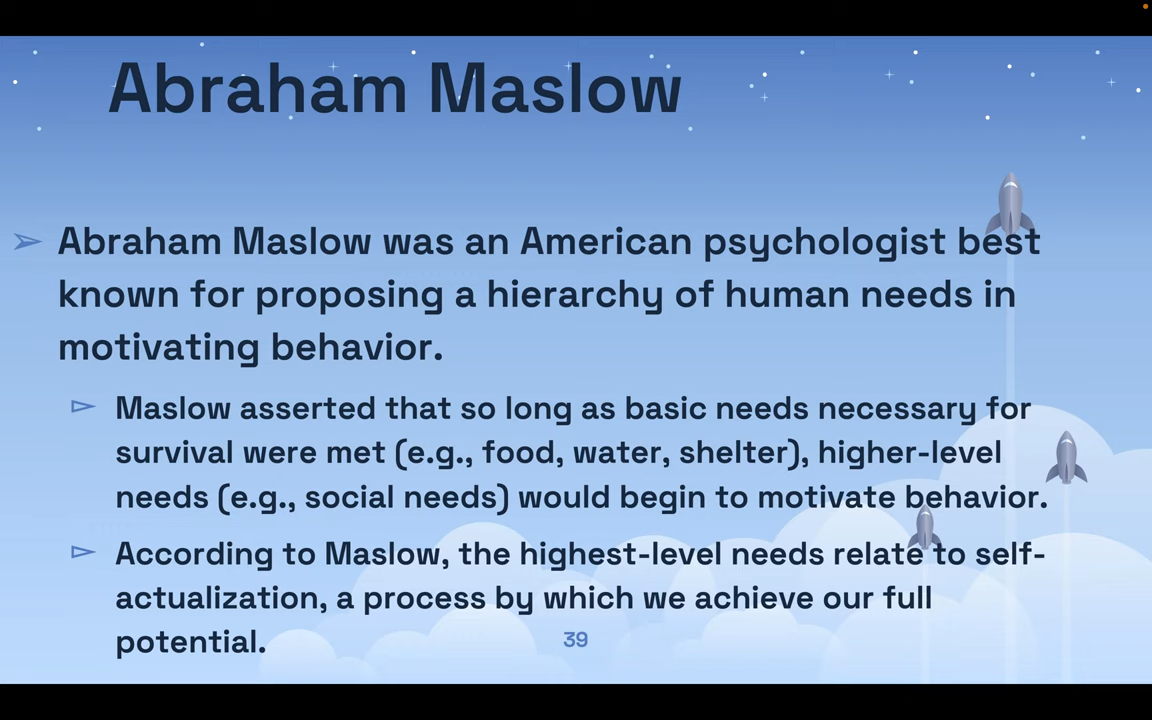 Abraham Maslow
➢ Abraham Maslow was an American psychologist best
known for proposing a hierarchy of human needs in
motivating behavior.
▻ Maslow asserted that so long as basic needs necessary for
survival were met (e.g., food, water, shelter), higher-level
needs (e.g., social needs) would begin to motivate behavior.
▻ According to Maslow, the highest-level needs relate to self-
actualization, a process by which we achieve our full
potential.
39